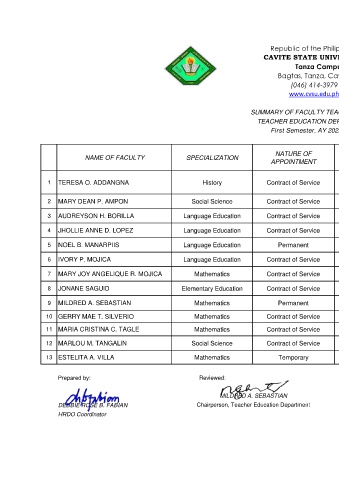 Republic of the Philip
CAVITE STATE UNIVE
Tanza Campu
Bagtas, Tanza, Cav
(046) 414-3979
www.cvsu.edu.ph
SUMMARY OF FACULTY TEA
TEACHER EDUCATION DEP
First Semester, AY 202
NAME OF FACULTY SPECIALIZATION NATURE OF APPOINTMENT
1 TERESA O. ADDANGNA History Contract of Service
2 MARY DEAN P. AMPON Social Science Contract of Service
3 AUDREYSON H. BORILLA Language Education Contract of Service
4 JHOLLIE ANNE D. LOPEZ Language Education Contract of Service
5 NOEL B. MANARPIIS Language Education Permanent
6 IVORY P. MOJICA Language Education Contract of Service
7 MARY JOY ANGELIQUE R. MOJICA Mathematics Contract of Service
8 JONANE SAGUIO Elementary Education Contract of Service
9 MILDRED A. SEBASTIAN Mathematics Permanent
10 GERRY MAE T. SILVERIO Mathematics Contract of Service
11 MARIA CRISTINA C. TAGLE Mathematics Contract of Service
12 MARLOU M. TANGALIN Social Science Contract of Service
13 ESTELITA A. VILLA Mathematics Temporary
Prepared by: Reviewed:
DEBBIE ROSE B. FABIAN MILDRED A. SEBASTIAN
HRDO Coordinator Chairperson, Teacher Education Department